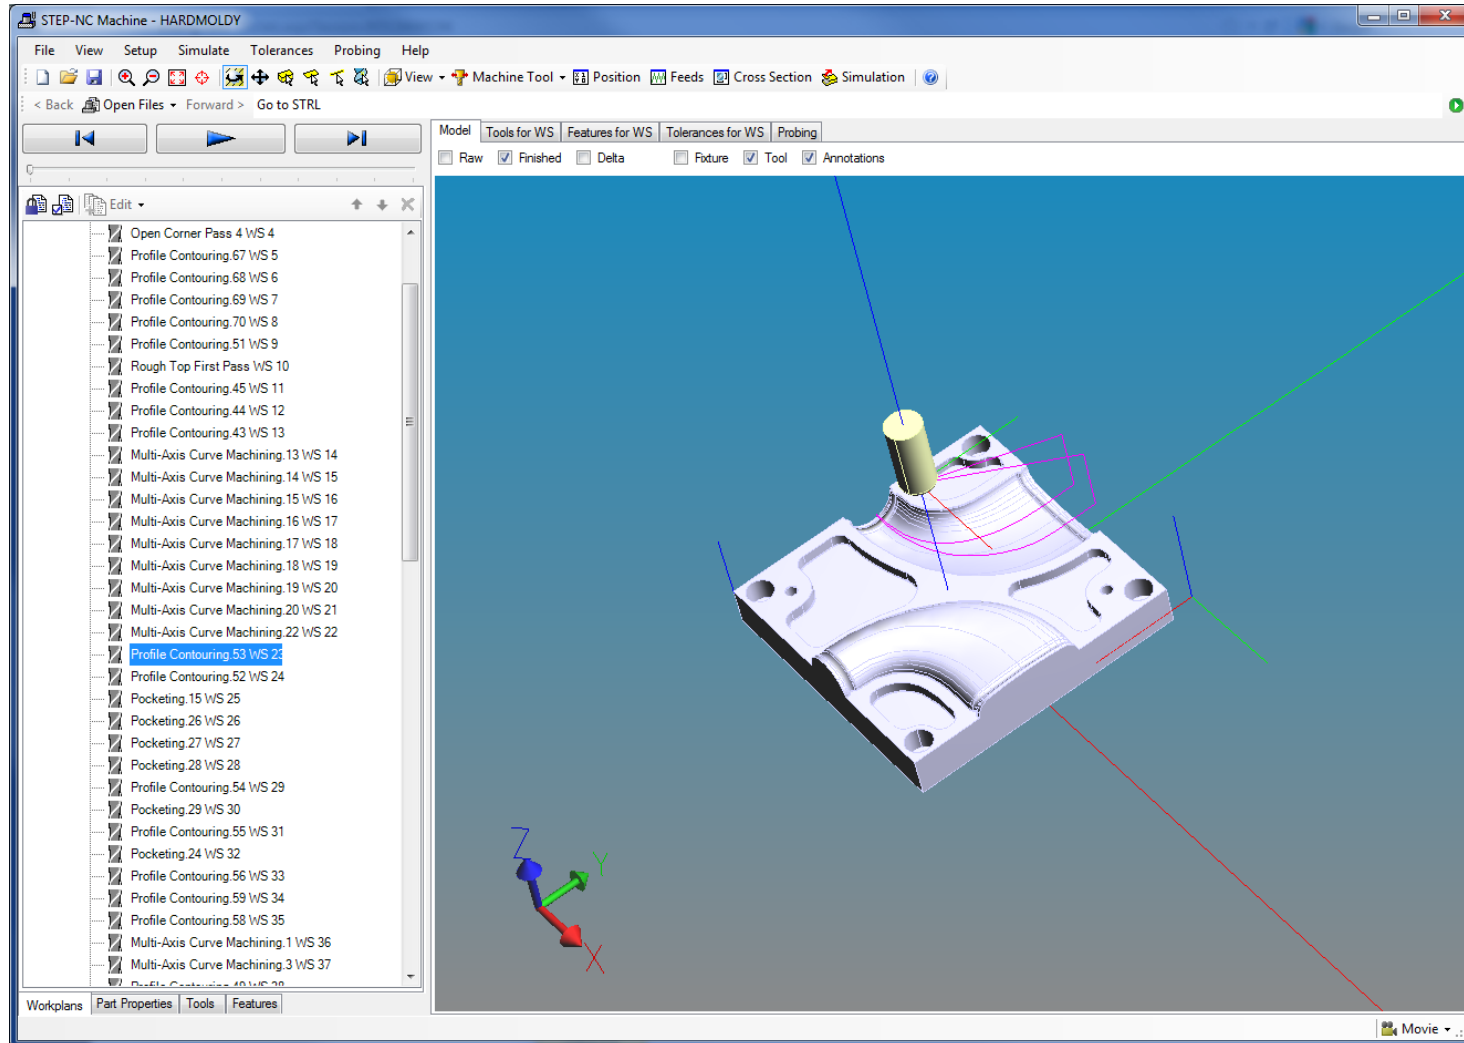 STEP-NC Machine - HARDMOLDY
File View Setup Simulate Tolerances Probing Help
View Machine Tool Position Feeds Cross Section Simulation
< Back Open Files Forward > Go to STRL
Model Tools for WS Features for WS Tolerances for WS Probing
Raw Finished Delta Fixture Tool Annotations
Edit
Open Corner Pass 4 WS 4
Profile Contouring.67 WS 5
Profile Contouring.68 WS 6
Profile Contouring.69 WS 7
Profile Contouring.70 WS 8
Profile Contouring.51 WS 9
Rough Top First Pass WS 10
Profile Contouring.45 WS 11
Profile Contouring.44 WS 12
Profile Contouring.43 WS 13
Multi-Axis Curve Machining.13 WS 14
Multi-Axis Curve Machining.14 WS 15
Multi-Axis Curve Machining.15 WS 16
Multi-Axis Curve Machining.16 WS 17
Multi-Axis Curve Machining.17 WS 18
Multi-Axis Curve Machining.18 WS 19
Multi-Axis Curve Machining.19 WS 20
Multi-Axis Curve Machining.20 WS 21
Multi-Axis Curve Machining.22 WS 22
Profile Contouring.53 WS 23
Profile Contouring.52 WS 24
Pocketing.15 WS 25
Pocketing.26 WS 26
Pocketing.27 WS 27
Pocketing.28 WS 28
Profile Contouring.54 WS 29
Pocketing.29 WS 30
Profile Contouring.55 WS 31
Pocketing.24 WS 32
Profile Contouring.56 WS 33
Profile Contouring.59 WS 34
Profile Contouring.58 WS 35
Multi-Axis Curve Machining.1 WS 36
Multi-Axis Curve Machining.3 WS 37
Profile Contouring.49 WS 38
Z
Y
X
Workplans Part Properties Tools Features
Movie